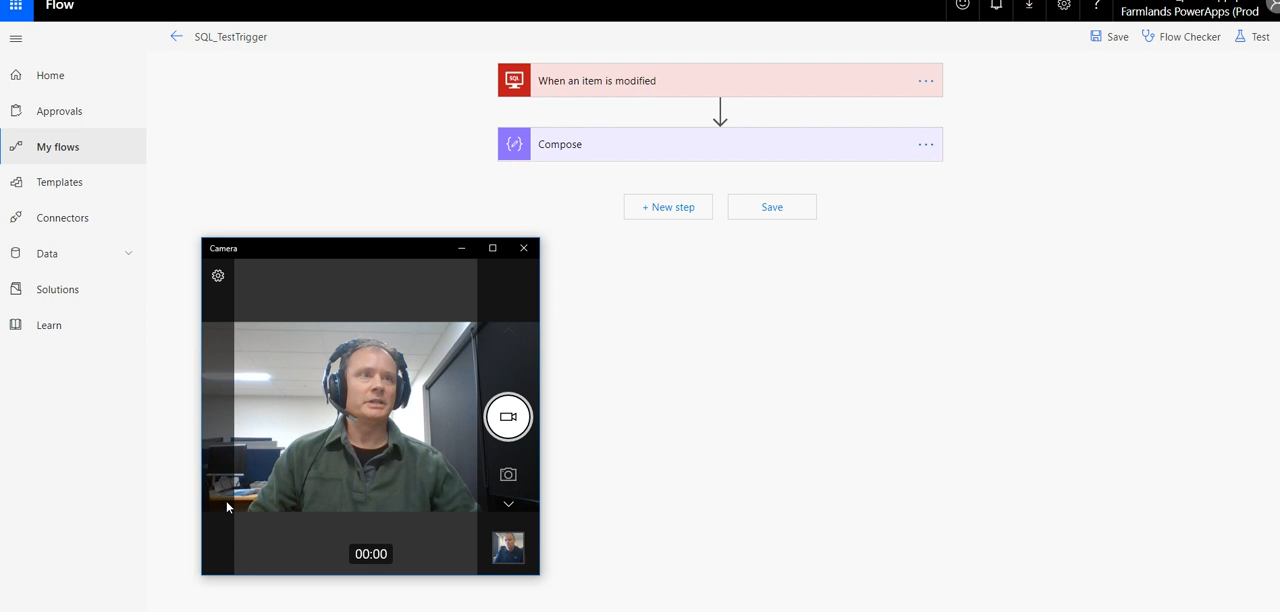 Flow
Farmlands PowerApps (Prod
SQL_TestTrigger
Save
Flow Checker
Test
Home
Approvals
My flows
Templates
Connectors
Data
Solutions
Learn
SQL
When an item is modified
Compose
+ New step
Save
Camera
00:00